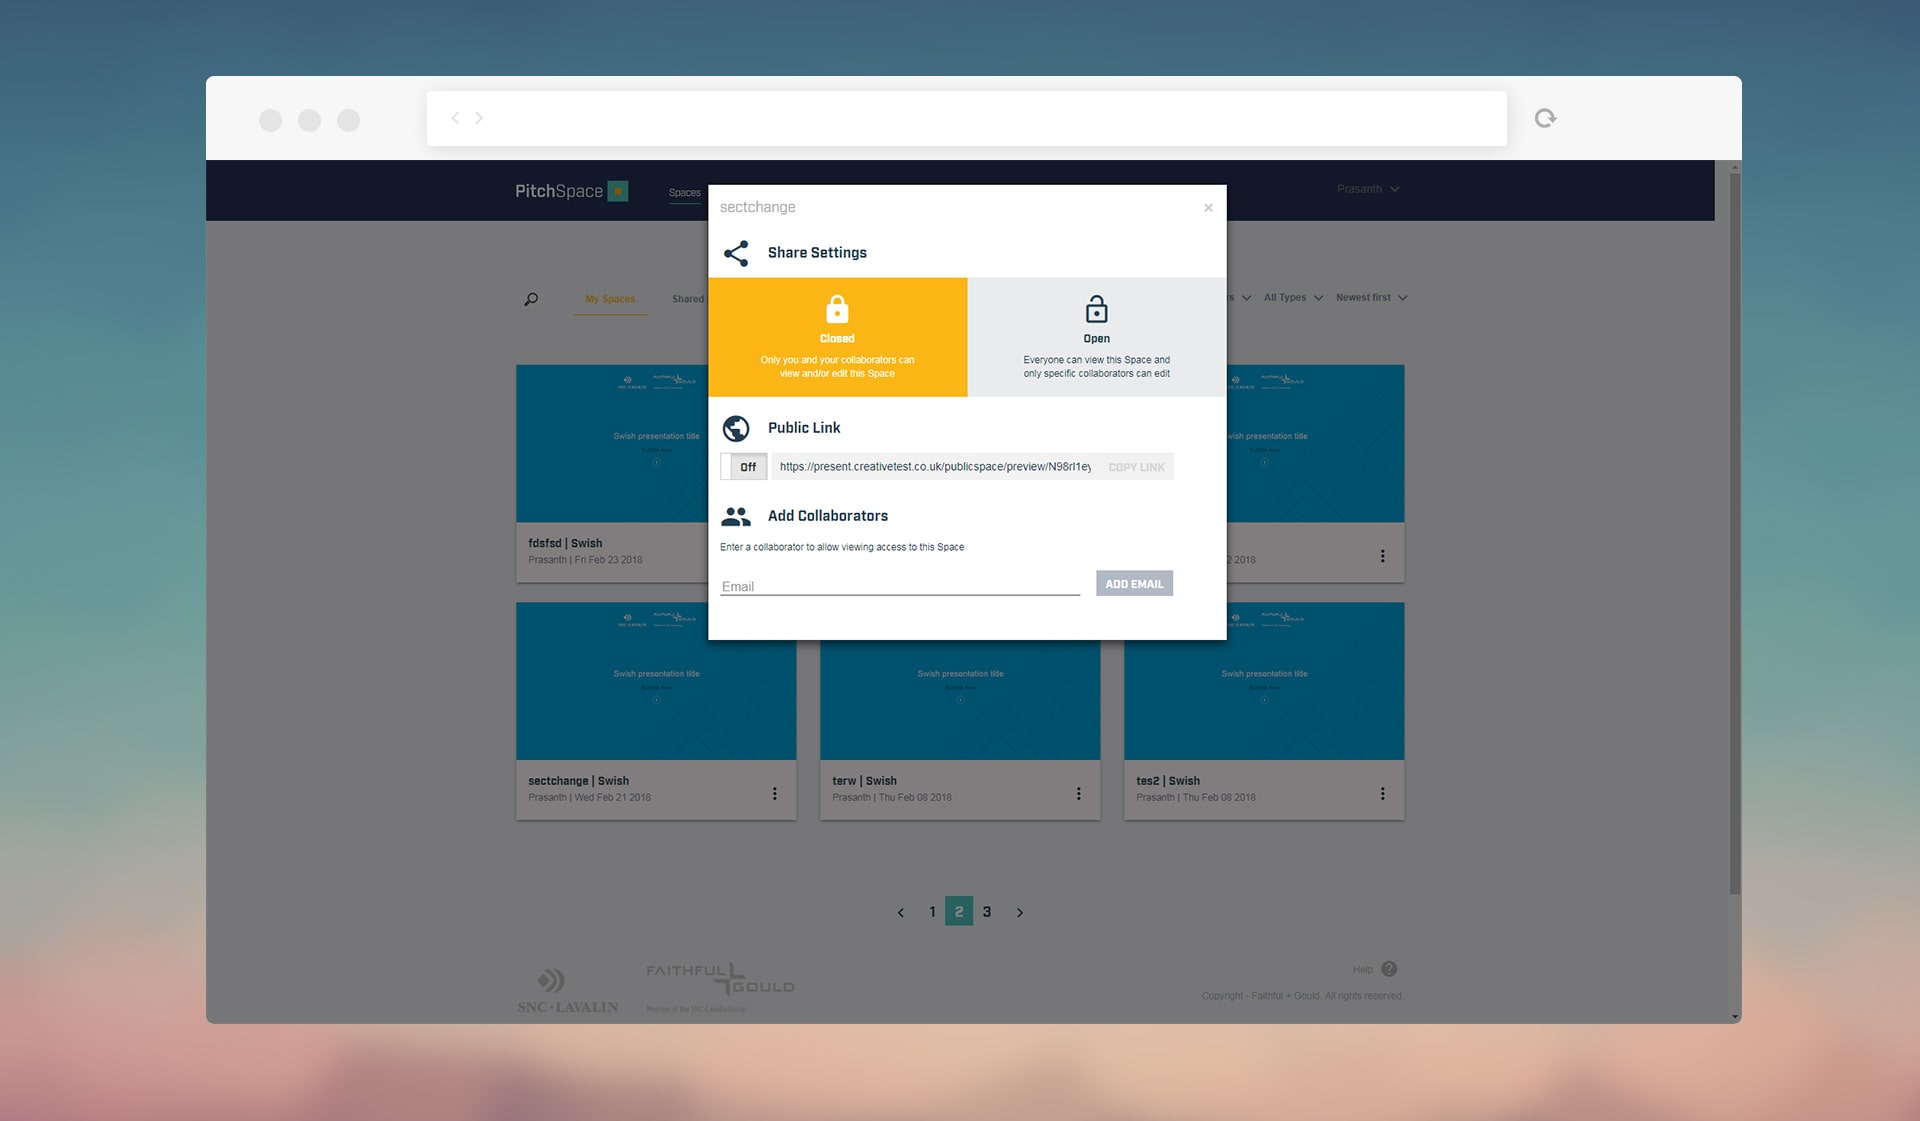 PitchSpace
Spaces
Prasanth
sectchange
×
Share Settings
My Spaces
Shared
All Types
Newest first
Closed
Only you and your collaborators can
view and/or edit this Space
Open
Everyone can view this Space and
only specific collaborators can edit
Public Link
Off
https://present.creativetest.co.uk/publicspace/preview/N98rl1ey
COPY LINK
Add Collaborators
Enter a collaborator to allow viewing access to this Space
Email
ADD EMAIL
Swish presentation title
fdsfsd | Swish
Prasanth | Fri Feb 23 2018
2018
SNC·LAVALIN
FAITHFUL GOULD
Swish presentation title
Swish presentation title
Swish presentation title
sectchange | Swish
Prasanth | Wed Feb 21 2018
terw | Swish
Prasanth | Thu Feb 08 2018
tes2 | Swish
Prasanth | Thu Feb 08 2018
1 2 3
SNC·LAVALIN
FAITHFUL GOULD
Member of the SNC-Lavalin Group
Help ?
Copyright - Faithful + Gould. All rights reserved.